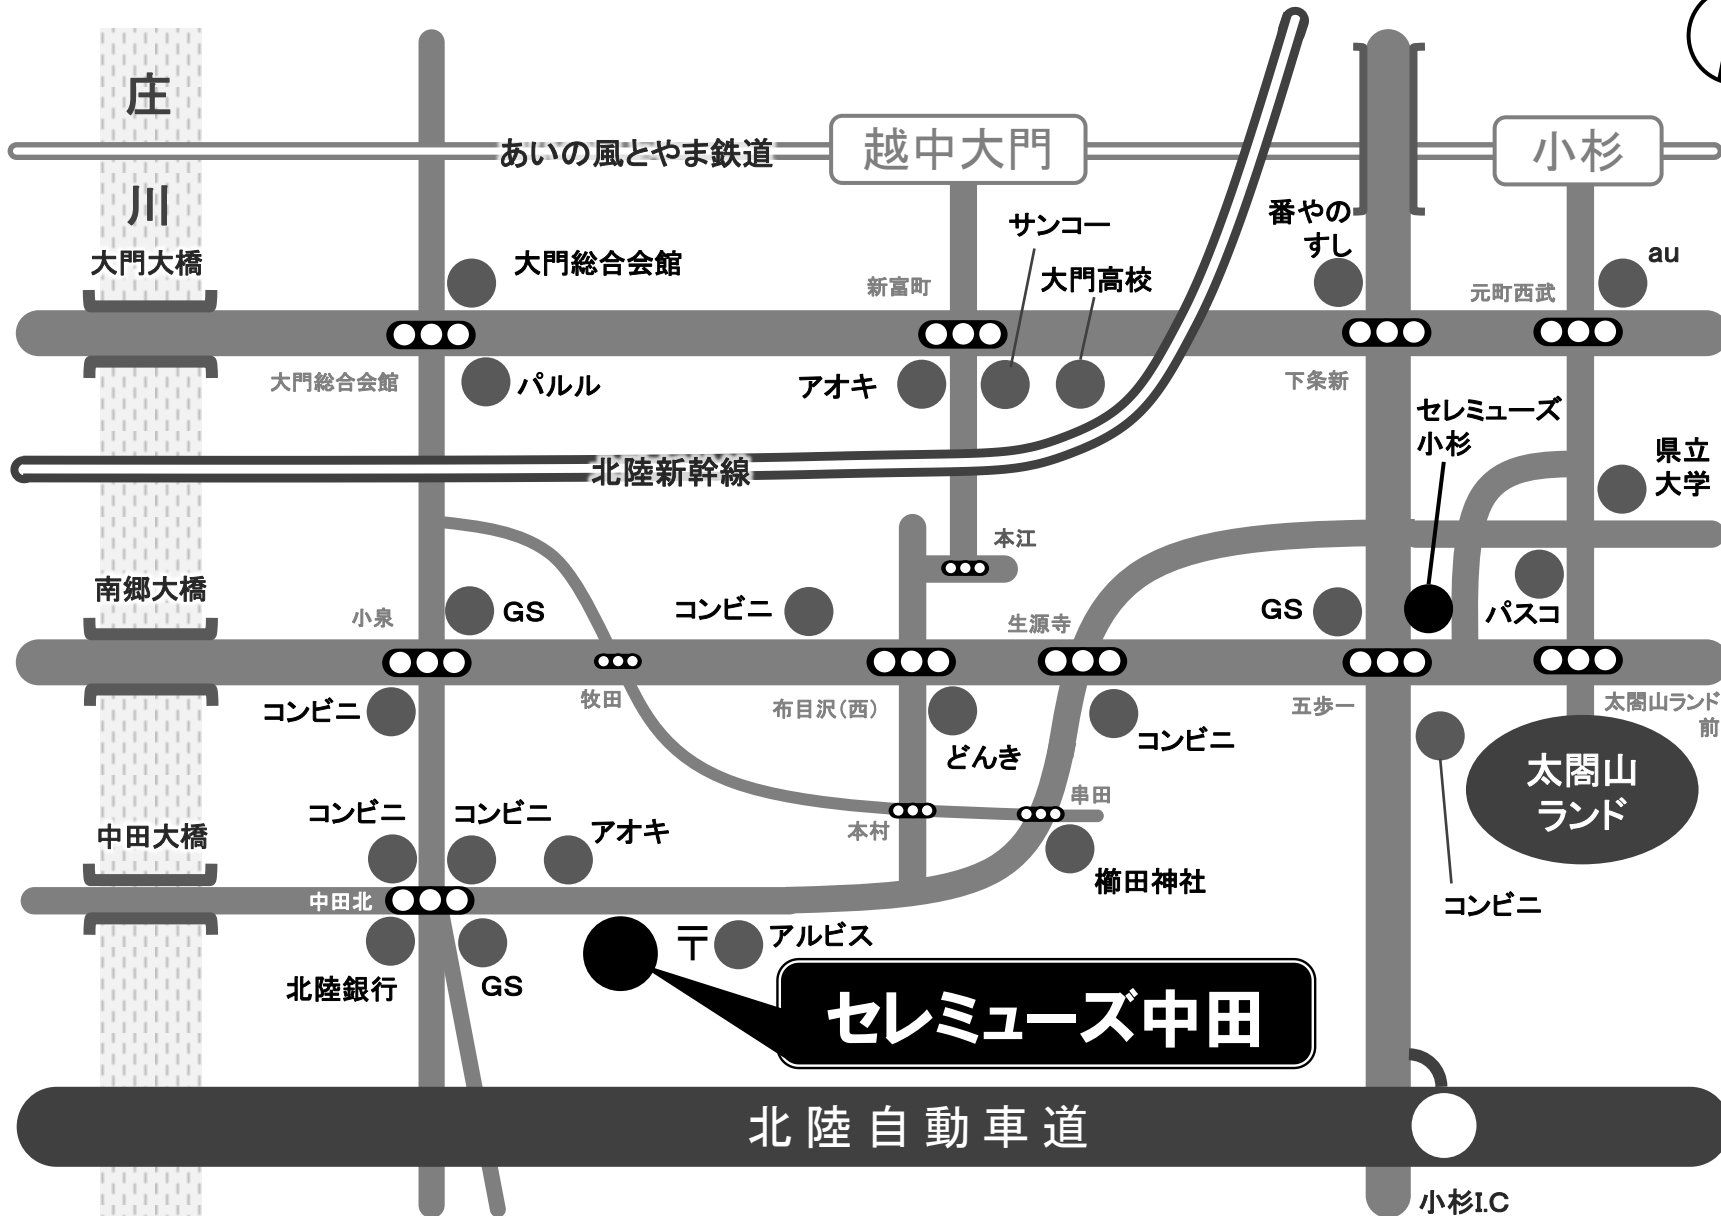 庄
川
あいの風とやま鉄道
越中大門
小杉
大門大橋
大門総合会館
新富町
サンコー
大門高校
番やの
すし
元町西武
au
大門総合会館
パルル
アオキ
下条新
セレミューズ
小杉
県立
大学
北陸新幹線
本江
南郷大橋
小泉
GS
コンビニ
生源寺
GS
パスコ
コンビニ
牧田
布目沢(西)
どんき
コンビニ
五歩一
太閤山ランド
前
太閤山
ランド
コンビニ
コンビニ
アオキ
串田
本村
中田大橋
櫛田神社
コンビニ
中田北
北陸銀行
GS
〒
アルビス
セレミューズ中田
北陸自動車道
小杉I.C